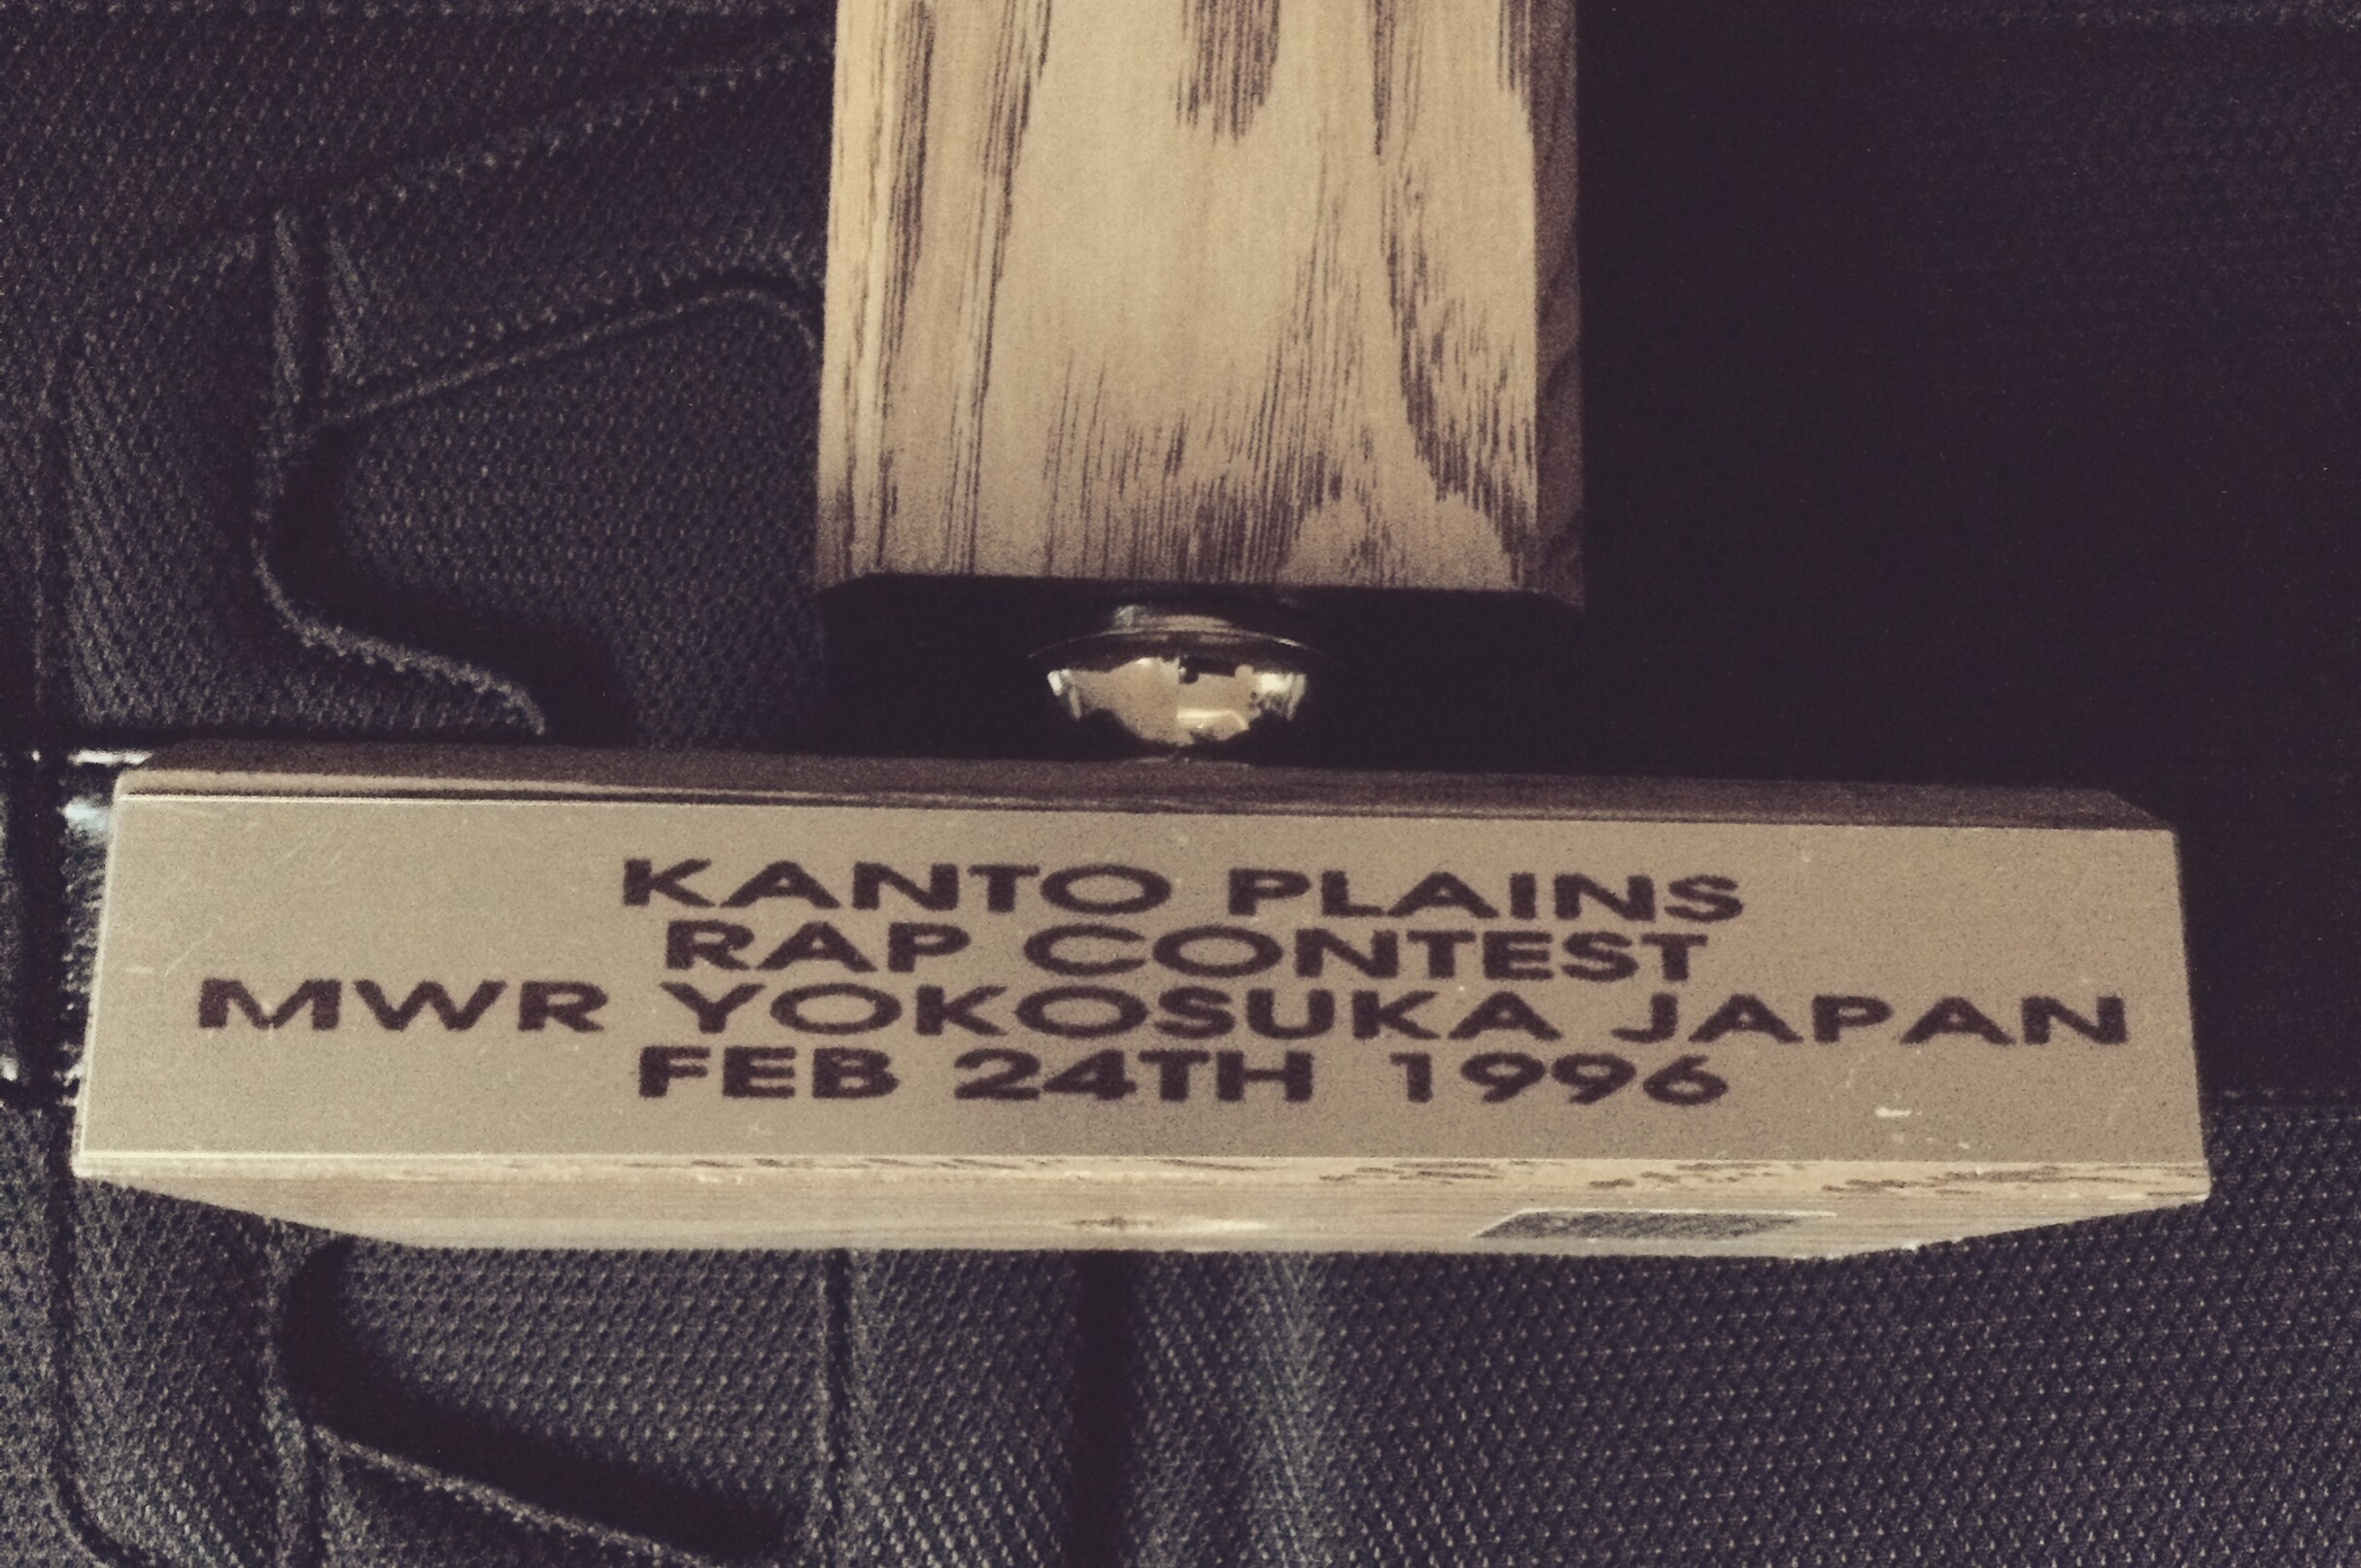 KANTO PLAINS
RAP CONTEST
MWR YOKOSUKA JAPAN
FEB 24TH 1996